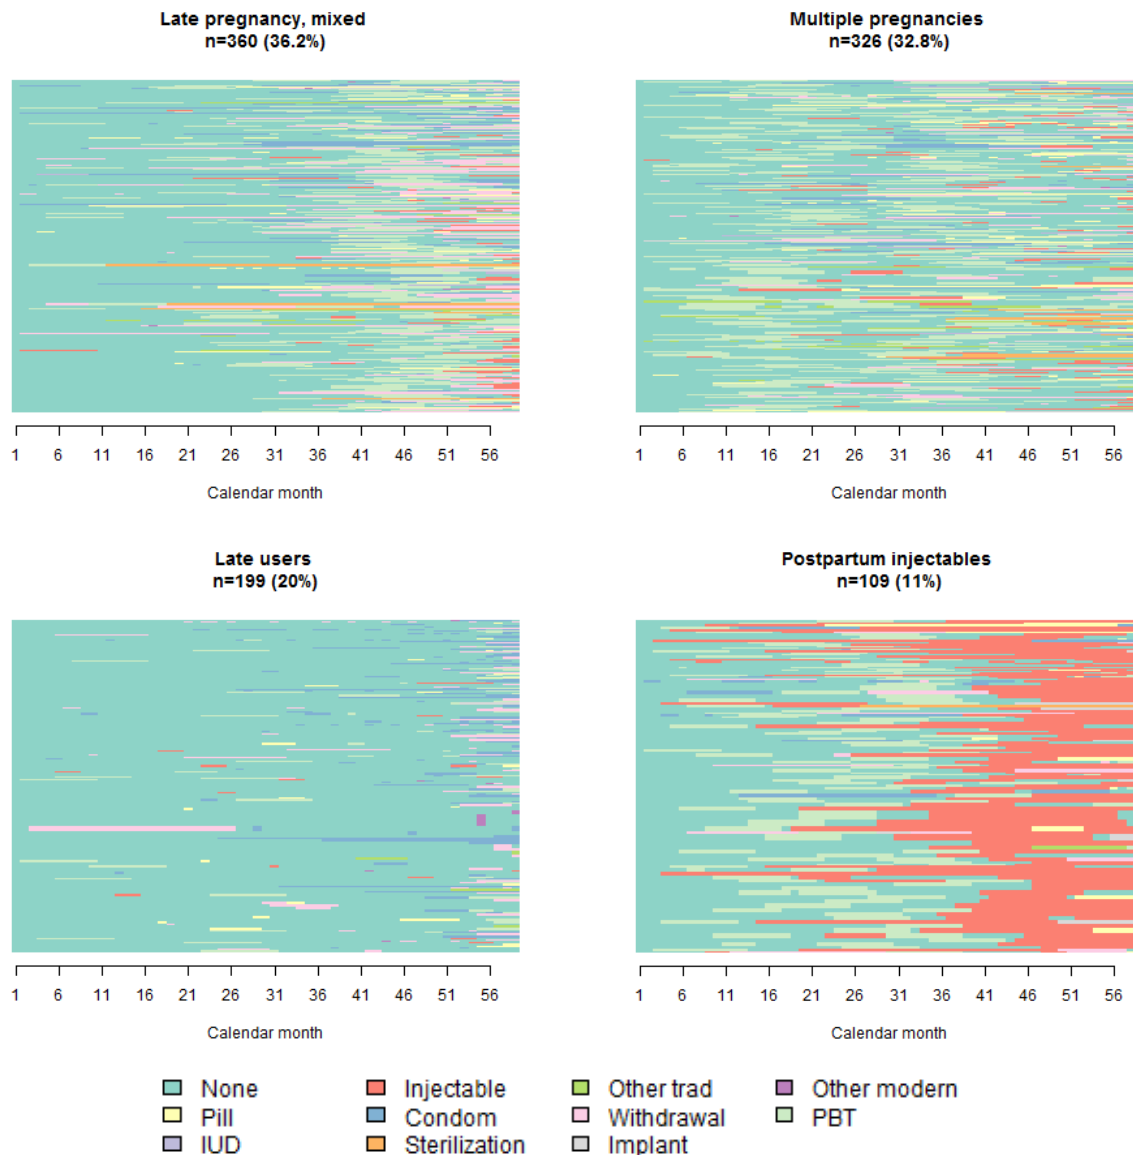 Late pregnancy, mixed
n=360 (36.2%)
Multiple pregnancies
n=326 (32.8%)
1 6 11 16 21 26 31 36 41 46 51 56
Calendar month
1 6 11 16 21 26 31 36 41 46 51 56
Calendar month
Late users
n=199 (20%)
Postpartum injectables
n=109 (11%)
1 6 11 16 21 26 31 36 41 46 51 56
Calendar month
1 6 11 16 21 26 31 36 41 46 51 56
Calendar month
None
Injectable
Other trad
Other modern
Pill
Condom
Withdrawal
PBT
IUD
Sterilization
Implant